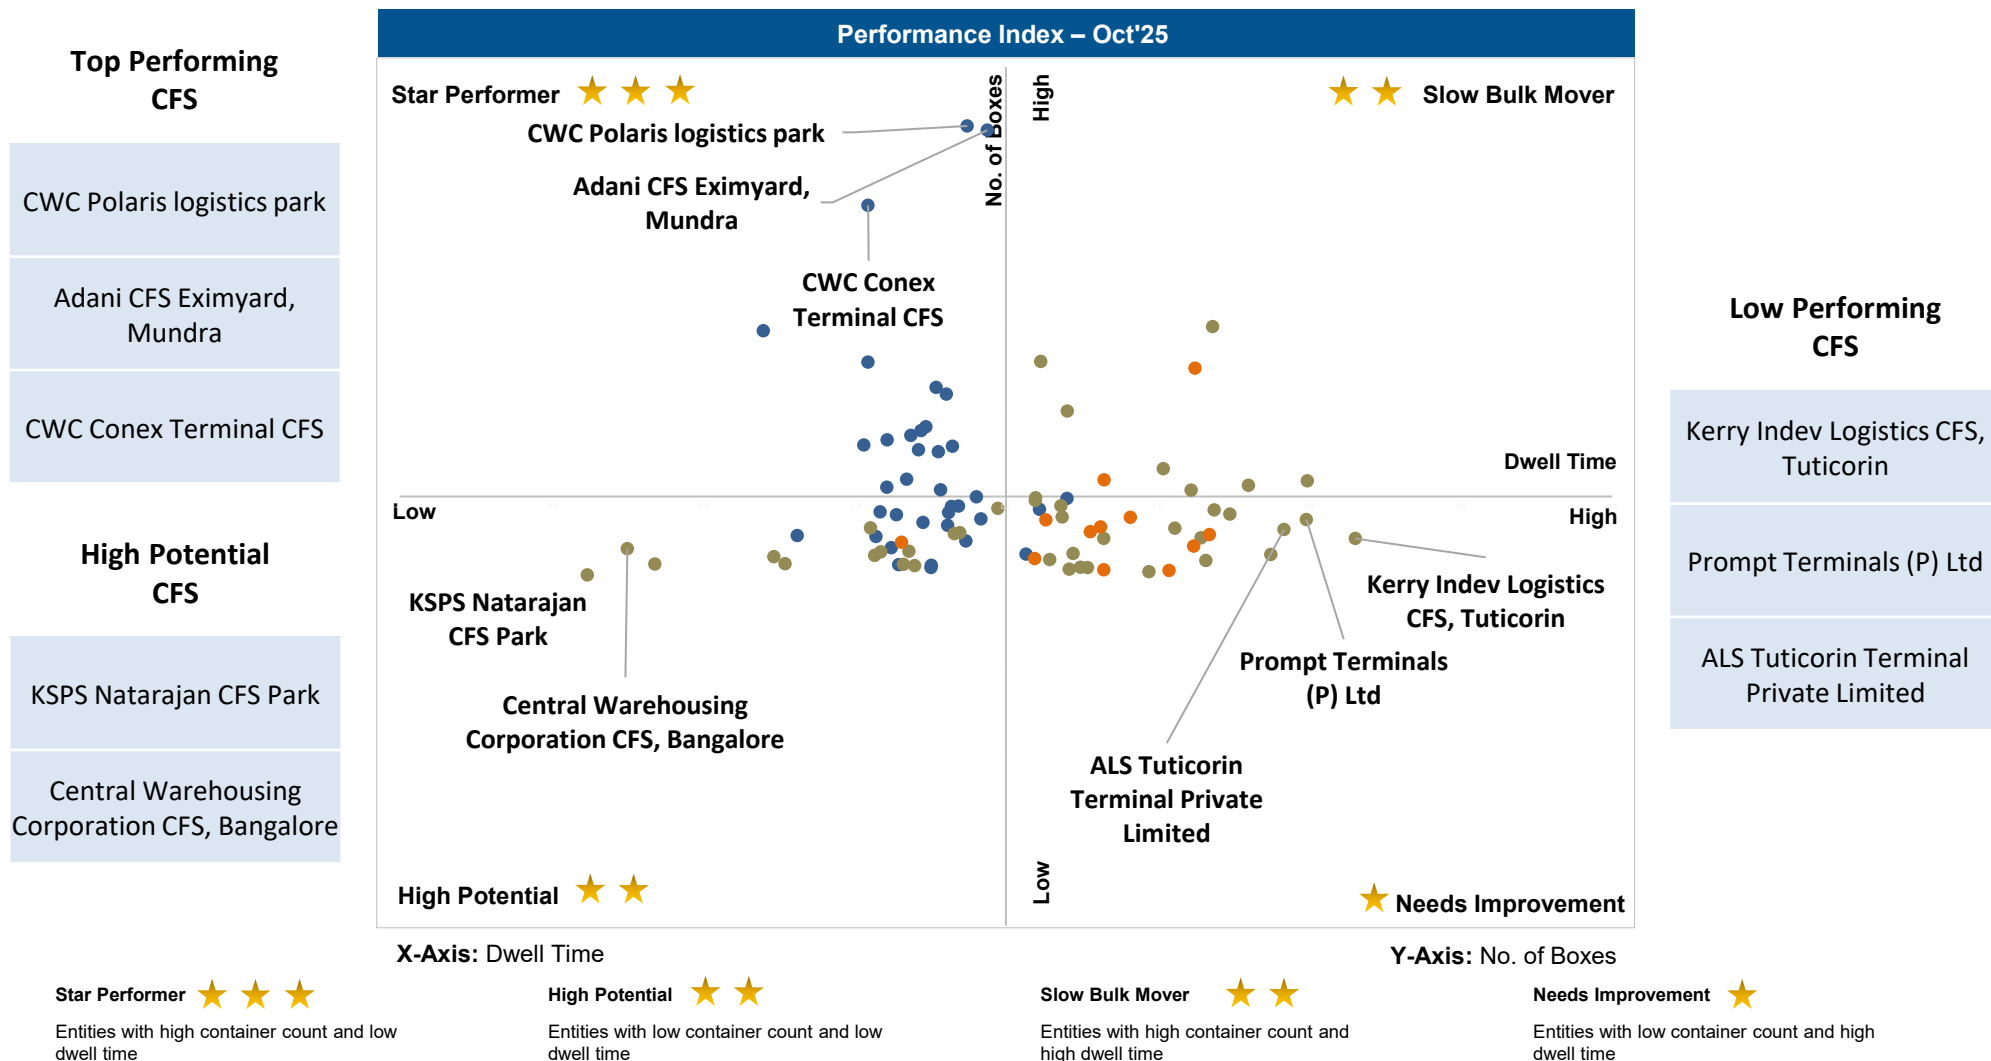 Performance Index – Oct'25
Top Performing
CFS
CWC Polaris logistics park
Adani CFS Eximyard,
Mundra
CWC Conex Terminal CFS
High Potential
CFS
KSPS Natarajan CFS Park
Central Warehousing
Corporation CFS, Bangalore
Star Performer
Slow Bulk Mover
No. of Boxes
High
CWC Polaris logistics park
Adani CFS Eximyard,
Mundra
CWC Conex
Terminal CFS
Dwell Time
Low
High
KSPS Natarajan
CFS Park
Central Warehousing
Corporation CFS, Bangalore
Kerry Indev Logistics
CFS, Tuticorin
Prompt Terminals
(P) Ltd
ALS Tuticorin
Terminal Private
Limited
High Potential
Low
Needs Improvement
Low Performing
CFS
Kerry Indev Logistics CFS,
Tuticorin
Prompt Terminals (P) Ltd
ALS Tuticorin Terminal
Private Limited
X-Axis: Dwell Time
Y-Axis: No. of Boxes
Star Performer
Entities with high container count and low
dwell time
High Potential
Entities with low container count and low
dwell time
Slow Bulk Mover
Entities with high container count and
high dwell time
Needs Improvement
Entities with low container count and high
dwell time